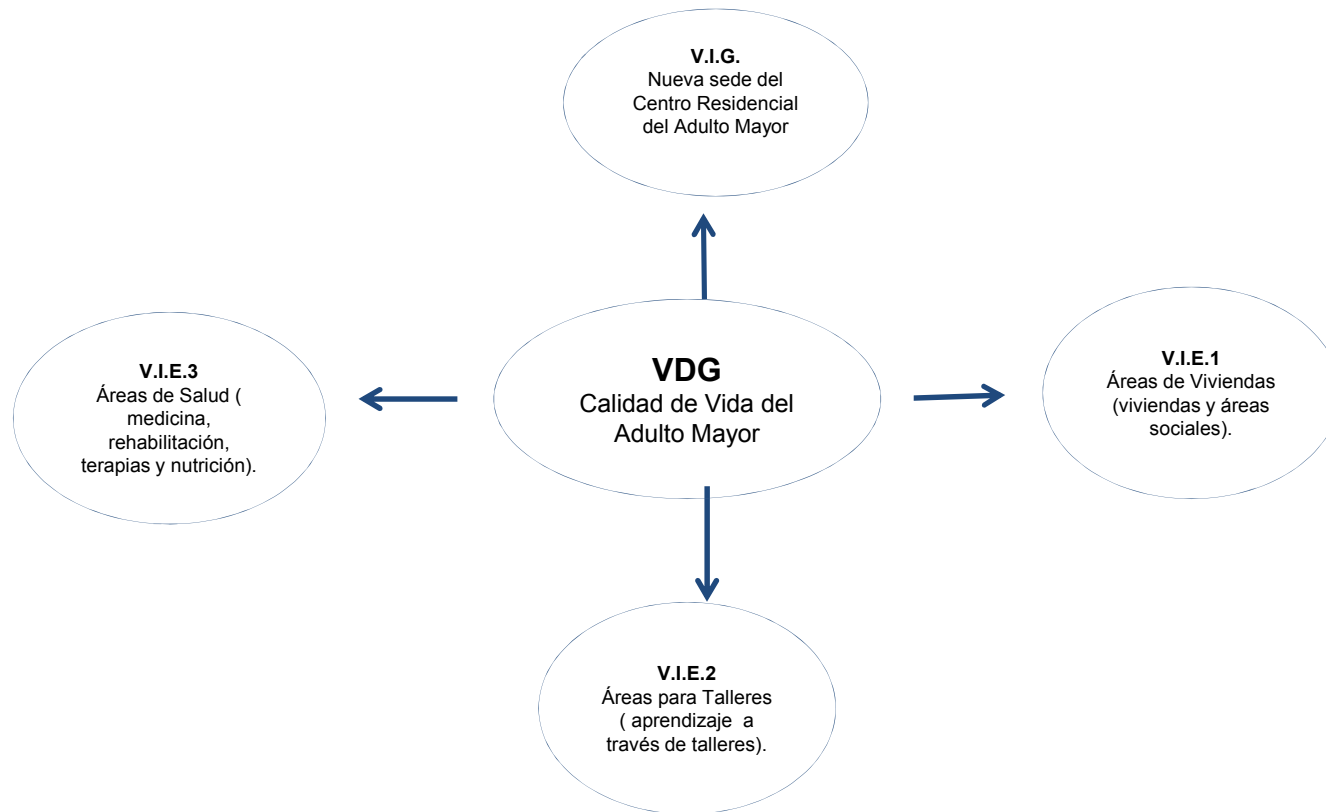 V.I.G.
Nueva sede del
Centro Residencial
del Adulto Mayor
V.I.E.3
Áreas de Salud (
medicina,
rehabilitación,
terapias y nutrición).
VDG
Calidad de Vida del
Adulto Mayor
V.I.E.1
Áreas de Viviendas
(viviendas y áreas
sociales).
V.I.E.2
Áreas para Talleres
( aprendizaje a
través de talleres).